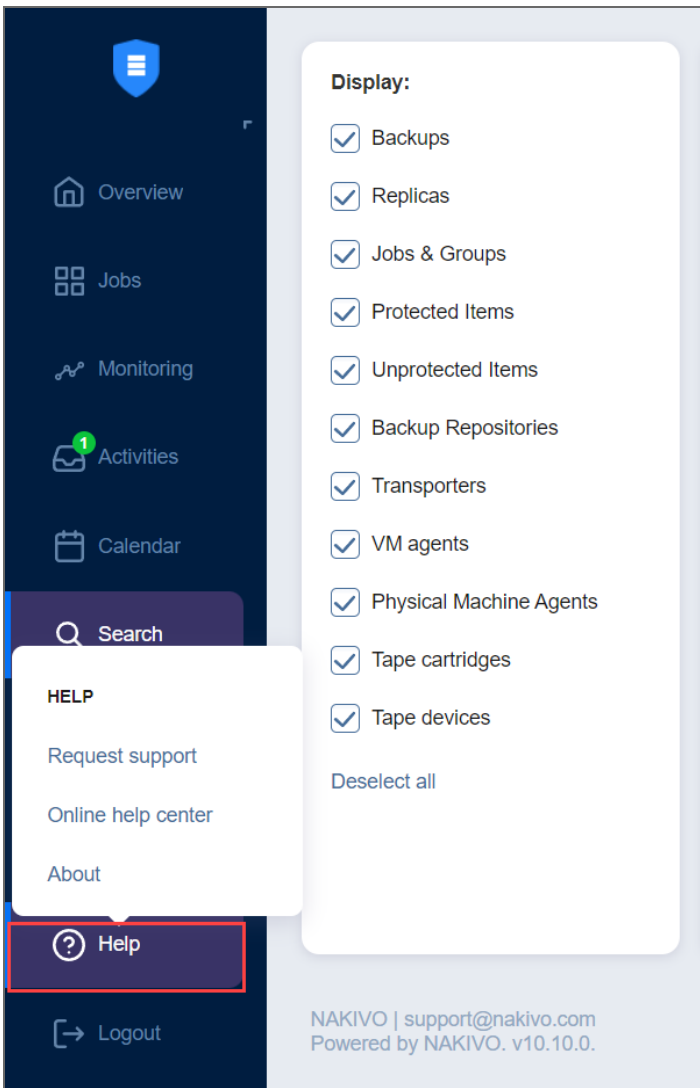 Overview
Jobs
Monitoring
1
Activities
Calendar
Search
HELP
Request support
Online help center
About
Help
Logout
Display:
Backups
Replicas
Jobs & Groups
Protected Items
Unprotected Items
Backup Repositories
Transporters
VM agents
Physical Machine Agents
Tape cartridges
Tape devices
Deselect all
NAKIVO | support@nakivo.com
Powered by NAKIVO. v10.10.0.